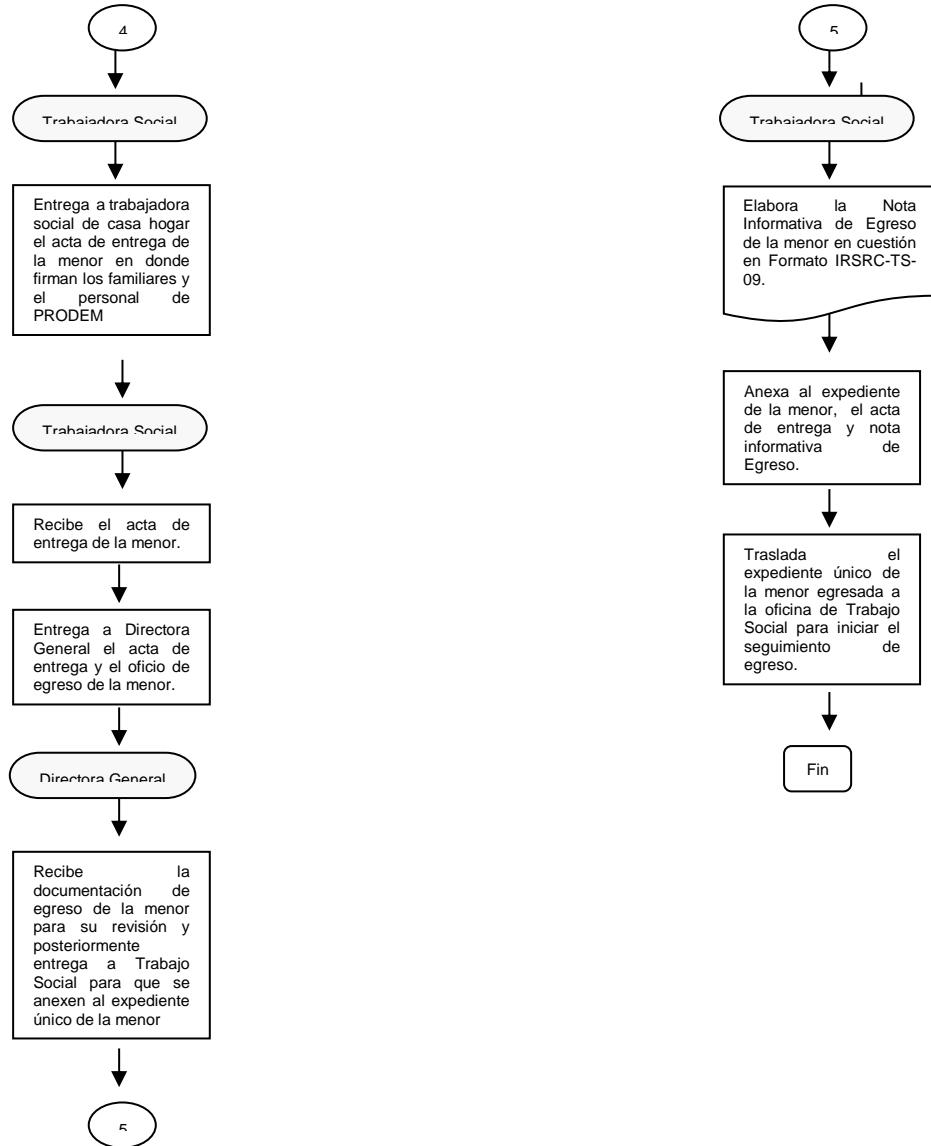 4
Trabajadora Social
Entrega a trabajadora
social de casa hogar
el acta de entrega de
la menor en donde
firman los familiares y
el personal de
PRODEM
Trabajadora Social
Recibe el acta de
entrega de la menor.
Entrega a Directora
General el acta de
entrega y el oficio de
egreso de la menor.
Directora General
Recibe la
documentación de
egreso de la menor
para su revisión y
posteriormente
entrega a Trabajo
Social para que se
anexen al expediente
único de la menor
5
5
Trabajadora Social
Elabora la Nota
Informativa de Egreso
de la menor en cuestión
en Formato IRSRC-TS-
09.
Anexa al expediente
de la menor, el acta
de entrega y nota
informativa de
Egreso.
Traslada el
expediente único de
la menor egresada a
la oficina de Trabajo
Social para iniciar el
seguimiento de
egreso.
Fin